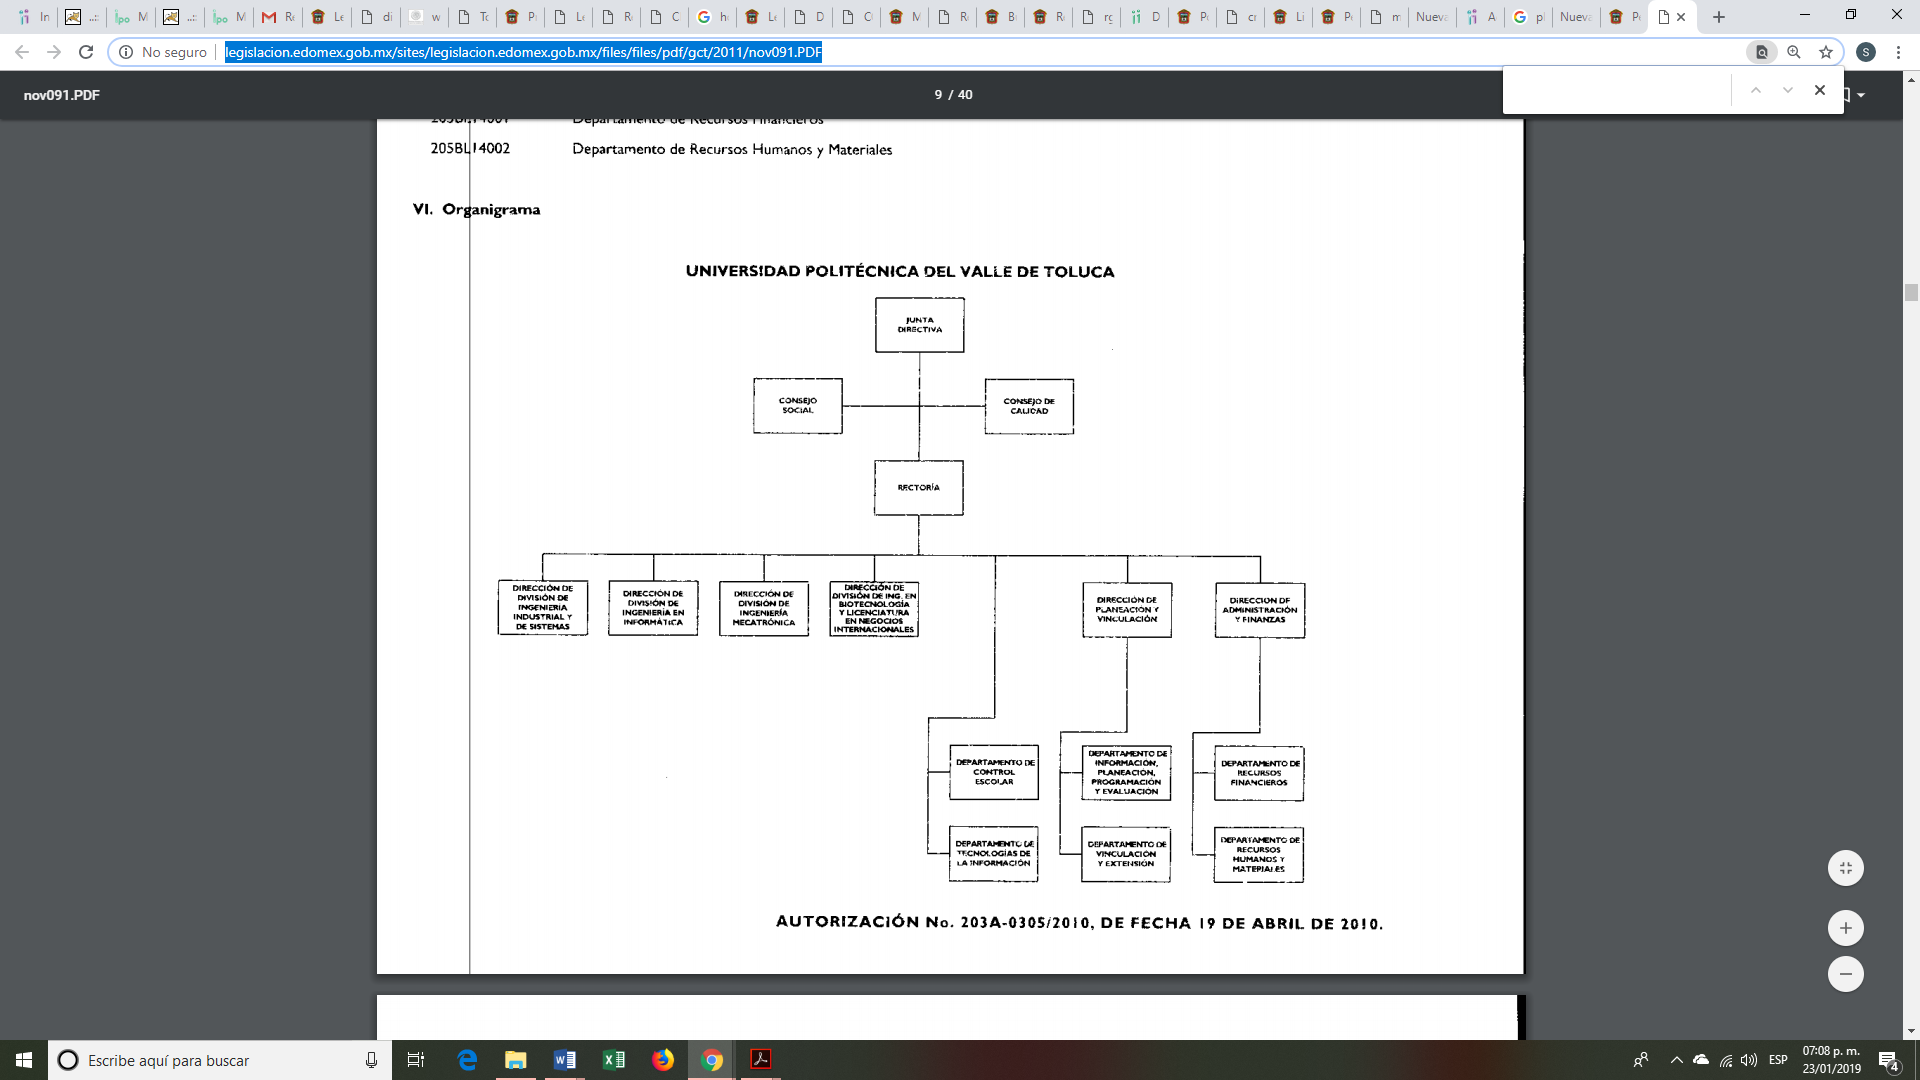 No seguro
legislacion.edomex.gob.mx/sites/legislacion.edomex.gob.mx/files/files/pdf/gct/2011/nov091.PDF
nov091.PDF
9 / 40
Departamento de Recursos Financieros
205BL14002 Departamento de Recursos Humanos y Materiales
VI. Organigrama
UNIVERSIDAD POLITÉCNICA DEL VALLE DE TOLUCA
JUNTA
DIRECTIVA
CONSEJO
SOCIAL
CONSEJO DE
CALIDAD
RECTORÍA
DIRECCIÓN DE
DIVISIÓN DE
INGENIERIA
INDUSTRIAL Y
DE SISTEMAS
DIRECCIÓN DE
DIVISIÓN DE
INGENIERÍA EN
INFORMÁTICA
DIRECCIÓN DE
DIVISIÓN DE
INGENIERÍA
MECATRÓNICA
DIRECCIÓN DE
DIVISIÓN DE ING. EN
BIOTECNOLOGÍA
Y LICENCIATURA
EN NEGOCIOS
INTERNACIONALES
DIRECCIÓN DE
PLANEACIÓN Y
VINCULACIÓN
DIRECCION DE
ADMINISTRACIÓN
Y FINANZAS
DEPARTAMENTO DE
CONTROL
ESCOLAR
DEPARTAMENTO DE
INFORMACIÓN,
PLANEACIÓN,
PROGRAMACIÓN
Y EVALUACIÓN
DEPARTAMENTO DE
RECURSOS
FINANCIEROS
DEPARTAMENTO DE
TECNOLOGÍAS DE
LA INFORMACIÓN
DEPARTAMENTO DE
VINCULACIÓN
Y EXTENSIÓN
DEPARTAMENTO DE
RECURSOS
HUMANOS Y
MATERIALES
AUTORIZACIÓN No. 203A-0305/2010, DE FECHA 19 DE ABRIL DE 2010.
Escribe aquí para buscar
ESP
07:08 p. m.
23/01/2019
4